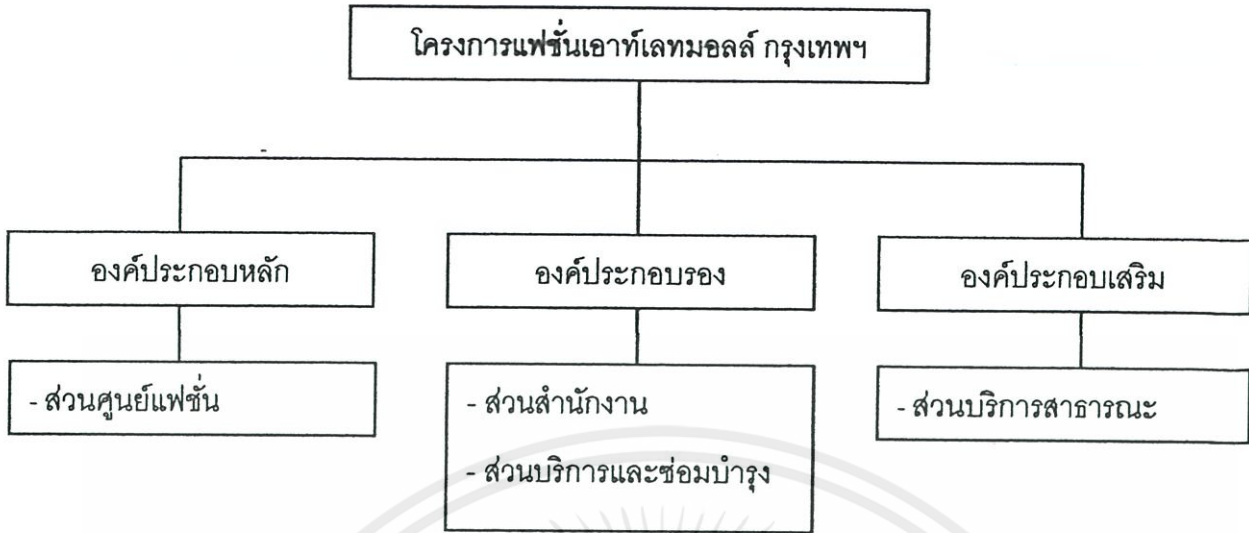 โครงการแฟชั่นเอาท์เลทมอลล์ กรุงเทพฯ
องค์ประกอบหลัก
องค์ประกอบรอง
องค์ประกอบเสริม
- ส่วนศูนย์แฟชั่น
- ส่วนสำนักงาน
- ส่วนบริการและซ่อมบำรุง
- ส่วนบริการสาธารณะ